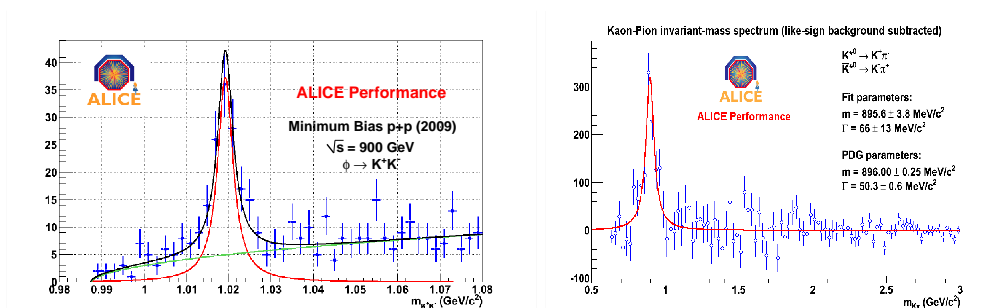 40
35
30
25
20
15
10
5
0
0.98 0.99 1.00 1.01 1.02 1.03 1.04 1.05 1.06 1.07 1.08
ALICE
ALICE Performance
Minimum Bias p+p (2009)
√s = 900 GeV
ϕ → K⁺K⁻
m_K⁺K⁻ (GeV/c²)
Kaon-Pion invariant-mass spectrum (like-sign background subtracted)
300
200
100
0
-100
0.5 1 1.5 2 2.5 3
ALICE
ALICE Performance
K*⁰ → K⁺π⁻
K̅*⁰ → K⁻π⁺
Fit parameters:
m = 895.6 ± 3.8 MeV/c²
Γ = 66 ± 13 MeV/c²
PDG parameters:
m = 896.00 ± 0.25 MeV/c²
Γ = 50.3 ± 0.6 MeV/c²
m_Kπ (GeV/c²)